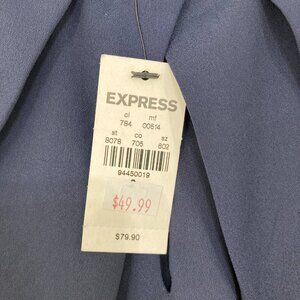 EXPRESS
cl mf
784 00614
st co sz
8078 705 602
94450019
$49.99
$79.90